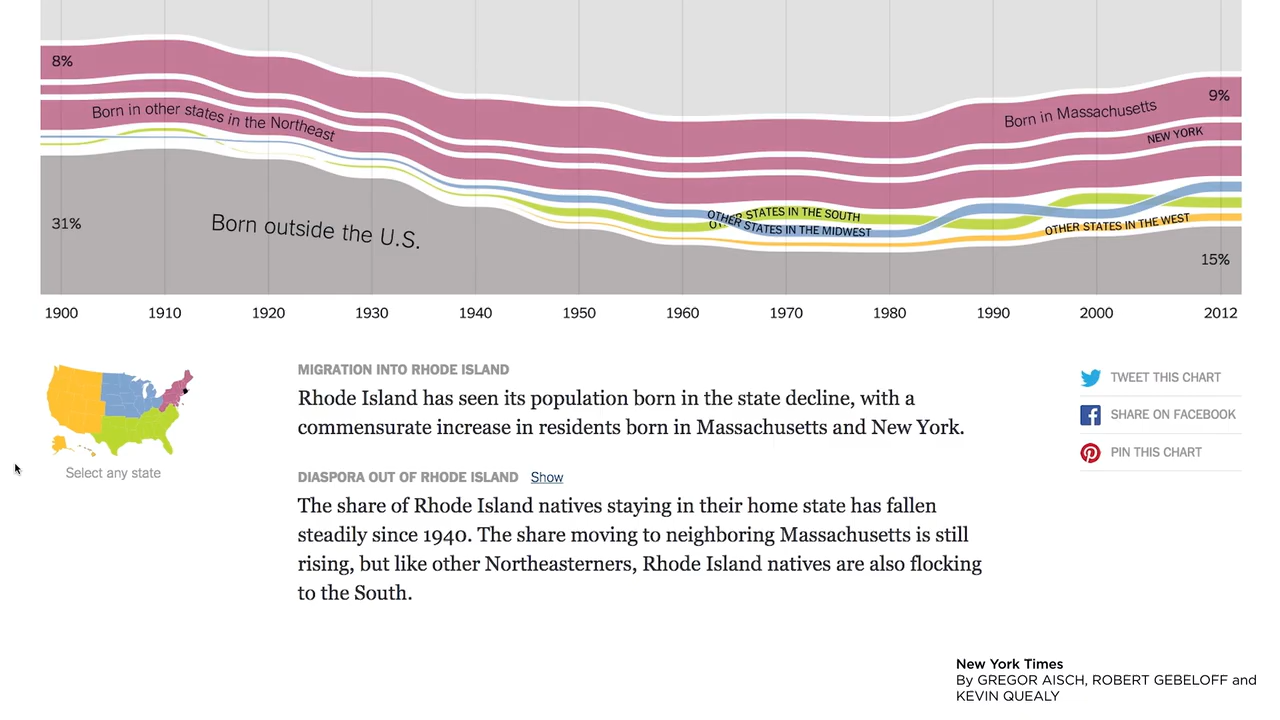 8%
Born in other states in the Northeast
Born in Massachusetts
9%
NEW YORK
OTHER STATES IN THE SOUTH
OTHER STATES IN THE MIDWEST
OTHER STATES IN THE WEST
31%
Born outside the U.S.
15%
1900 1910 1920 1930 1940 1950 1960 1970 1980 1990 2000 2012
Select any state
MIGRATION INTO RHODE ISLAND
Rhode Island has seen its population born in the state decline, with a
commensurate increase in residents born in Massachusetts and New York.
DIASPORA OUT OF RHODE ISLAND Show
The share of Rhode Island natives staying in their home state has fallen
steadily since 1940. The share moving to neighboring Massachusetts is still
rising, but like other Northeasterners, Rhode Island natives are also flocking
to the South.
TWEET THIS CHART
SHARE ON FACEBOOK
PIN THIS CHART
New York Times
By GREGOR AISCH, ROBERT GEBELOFF and
KEVIN QUEALY